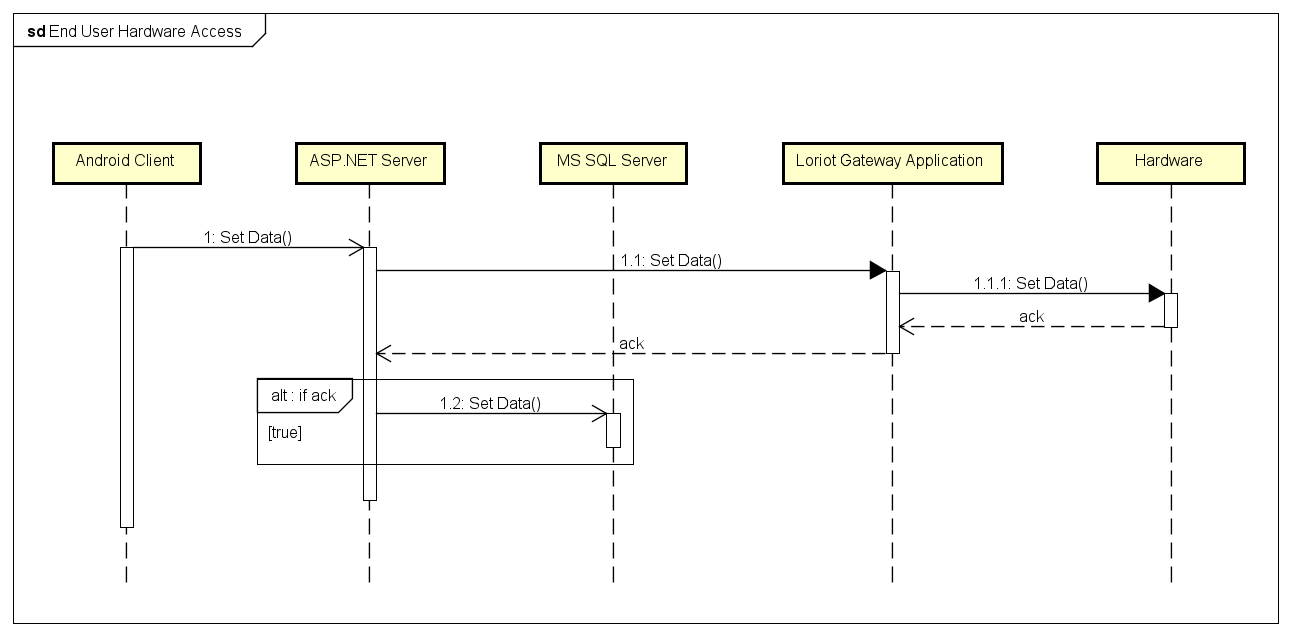 sd End User Hardware Access
Android Client
ASP.NET Server
MS SQL Server
Loriot Gateway Application
Hardware
1: Set Data()
1.1: Set Data()
1.1.1: Set Data()
ack
ack
alt : if ack
1.2: Set Data()
[true]